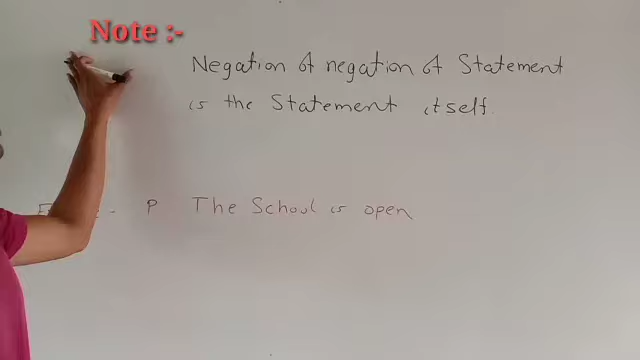 Note :-
Negation of negation of Statement
is the Statement itself.
P The School is open